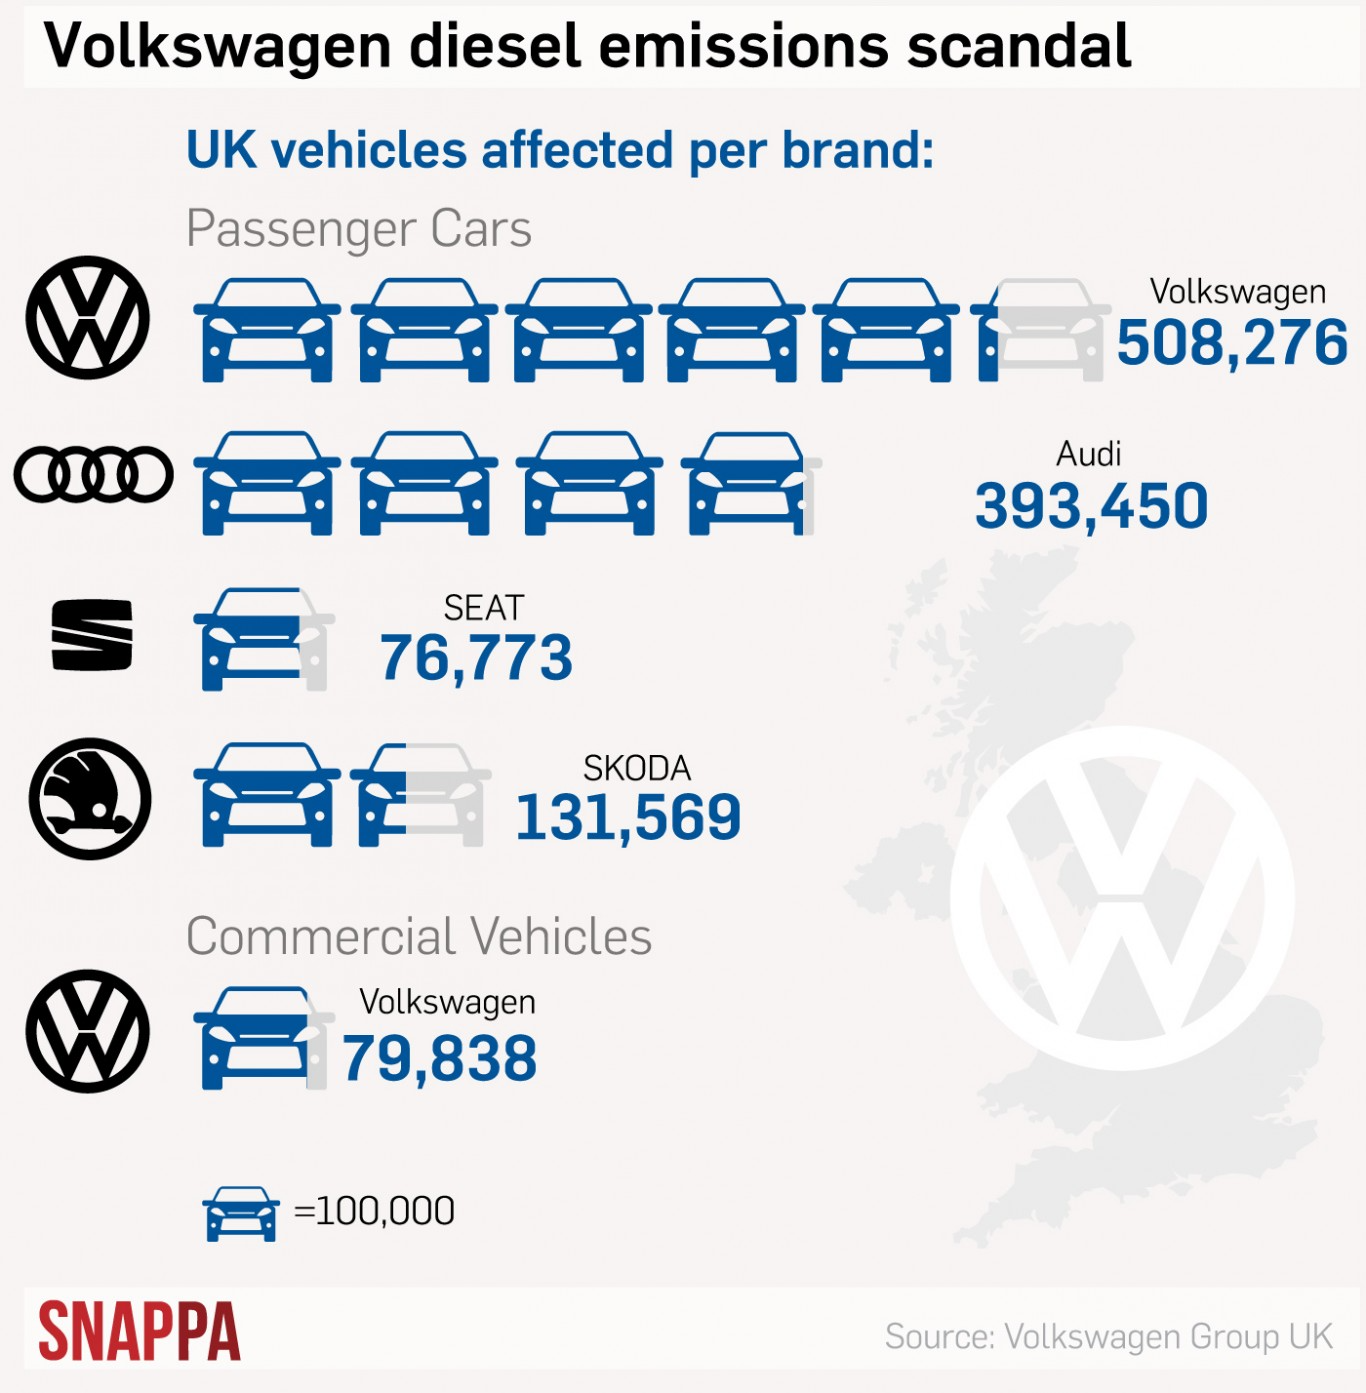 Volkswagen diesel emissions scandal
UK vehicles affected per brand:
Passenger Cars
Volkswagen
508,276
Audi
393,450
SEAT
76,773
SKODA
131,569
Commercial Vehicles
Volkswagen
79,838
=100,000
SNAPPA
Source: Volkswagen Group UK